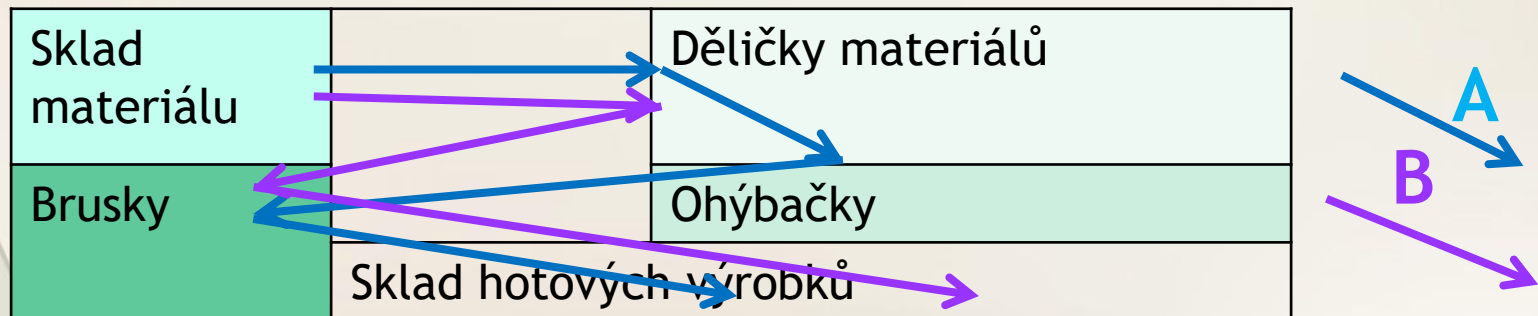 Sklad
materiálu
Děličky materiálů
A
B
Brusky
Ohýbačky
Sklad hotových výrobků